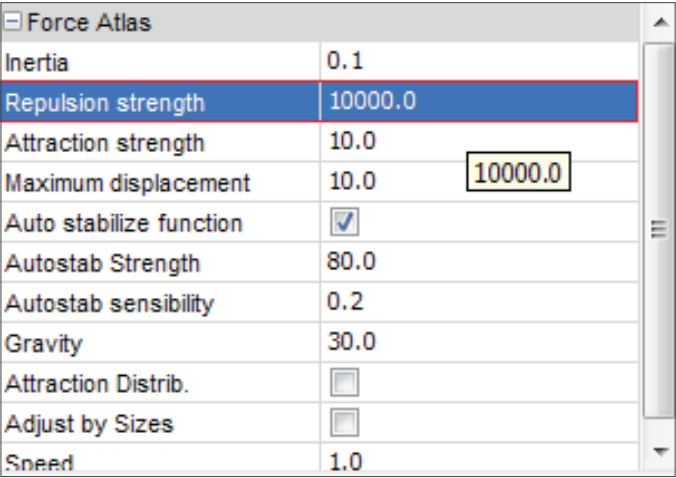 Force Atlas
Inertia 0.1
Repulsion strength 10000.0
Attraction strength 10.0
10000.0
Maximum displacement 10.0
Auto stabilize function
Autostab Strength 80.0
Autostab sensibility 0.2
Gravity 30.0
Attraction Distrib.
Adjust by Sizes
Speed 1.0